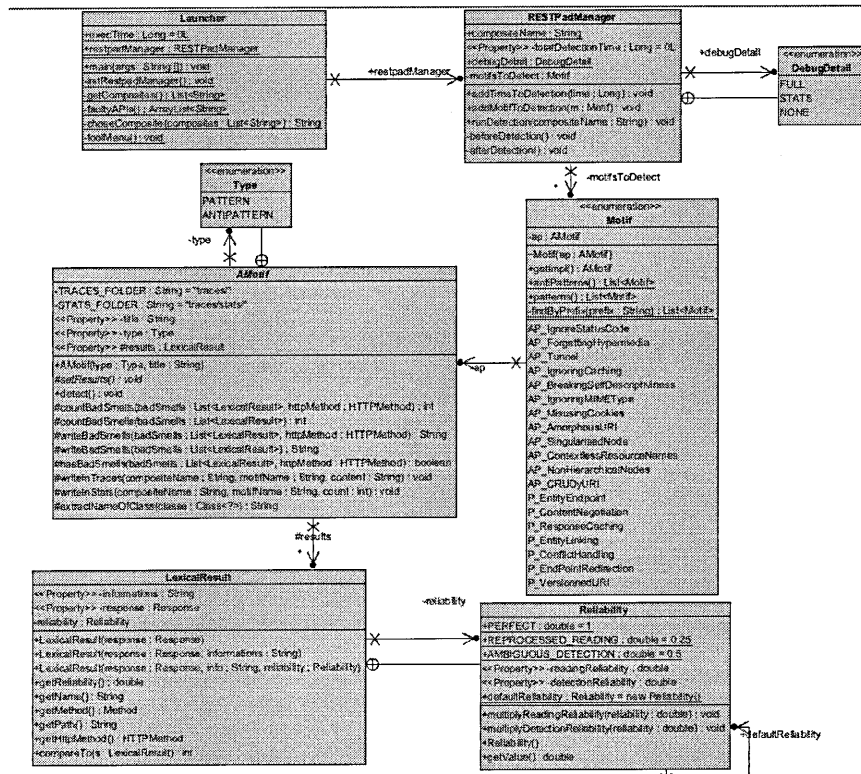 Launcher
+execTime : Long = 0L
+restpadManager : RESTPadManager
+main(args : String []) : void
-initRestpadManager() : void
-getComposites() : List<String>
-faultyAPIs() : ArrayList<String>
-choseComposite(composites : List<String>) : String
-toolMenu() : void
+restpadManager
RESTPadManager
+compositeName : String
<<Property>> -totalDetectionTime : Long = 0L
+debugDetail : DebugDetail
-motifsToDetect : Motif
+addTimeToDetection(time : Long) : void
+addMotifToDetection(m : Motif) : void
+runDetection(compositeName : String) : void
-beforeDetection() : void
-afterDetection() : void
+debugDetail
<<enumeration>>
DebugDetail
FULL
STATS
NONE
-motifsToDetect
*
<<enumeration>>
Type
PATTERN
ANTIPATTERN
-type
<<enumeration>>
Motif
-ap : AMotif
-Motif(ap : AMotif)
+getImpl() : AMotif
+antiPatterns() : List<Motif>
+patterns() : List<Motif>
-findByPrefix(prefix : String) : List<Motif>
AP_IgnoreStatusCode
AP_ForgettingHypermedia
AP_Tunnel
AP_IgnoringCaching
AP_BreakingSelfDescriptiveness
AP_IgnoringMIMEType
AP_MisusingCookies
AP_AmorphousURI
AP_SingularisedNode
AP_ContextlessResourceNames
AP_NonHierarchicalNodes
AP_CRUDyURI
P_EntityEndpoint
P_ContentNegotiation
P_ResponseCaching
P_EntityLinking
P_ConflictHandling
P_EndPointRedirection
P_VersionnedURI
-ap
AMotif
-TRACES_FOLDER : String = "traces/"
-STATS_FOLDER : String = "traces/stats/"
<<Property>> -title : String
<<Property>> -type : Type
<<Property>> #results : LexicalResult
+AMotif(type : Type, title : String)
#setResults() : void
+detect() : void
#countBadSmells(badSmells : List<LexicalResult>, httpMethod : HTTPMethod) : int
#countBadSmells(badSmells : List<LexicalResult>) : int
#writeBadSmells(badSmells : List<LexicalResult>, httpMethod : HTTPMethod) : String
#writeBadSmells(badSmells : List<LexicalResult>) : String
#hasBadSmells(badSmells : List<LexicalResult>, httpMethod : HTTPMethod) : boolean
#writeInTraces(compositeName : String, motifName : String, content : String) : void
#writeInStats(compositeName : String, motifName : String, count : int) : void
#extractNameOfClass(classe : Class<?>) : String
#results
*
LexicalResult
<<Property>> -informations : String
<<Property>> -response : Response
-reliability : Reliability
+LexicalResult(response : Response)
+LexicalResult(response : Response, informations : String)
+LexicalResult(response : Response, info : String, reliability : Reliability)
+getReliability() : double
+getName() : String
+getMethod() : Method
+getPath() : String
+getHttpMethod() : HTTPMethod
+compareTo(s : LexicalResult) : int
-reliability
Reliability
+PERFECT : double = 1
+REPROCESSED_READING : double = 0.25
+AMBIGUOUS_DETECTION : double = 0.5
<<Property>> -readingReliability : double
<<Property>> -detectionReliability : double
+defaultReliability : Reliability = new Reliability()
+multiplyReadingReliability(reliability : double) : void
+multiplyDetectionReliability(reliability : double) : void
+Reliability()
+getValue() : double
+defaultReliability